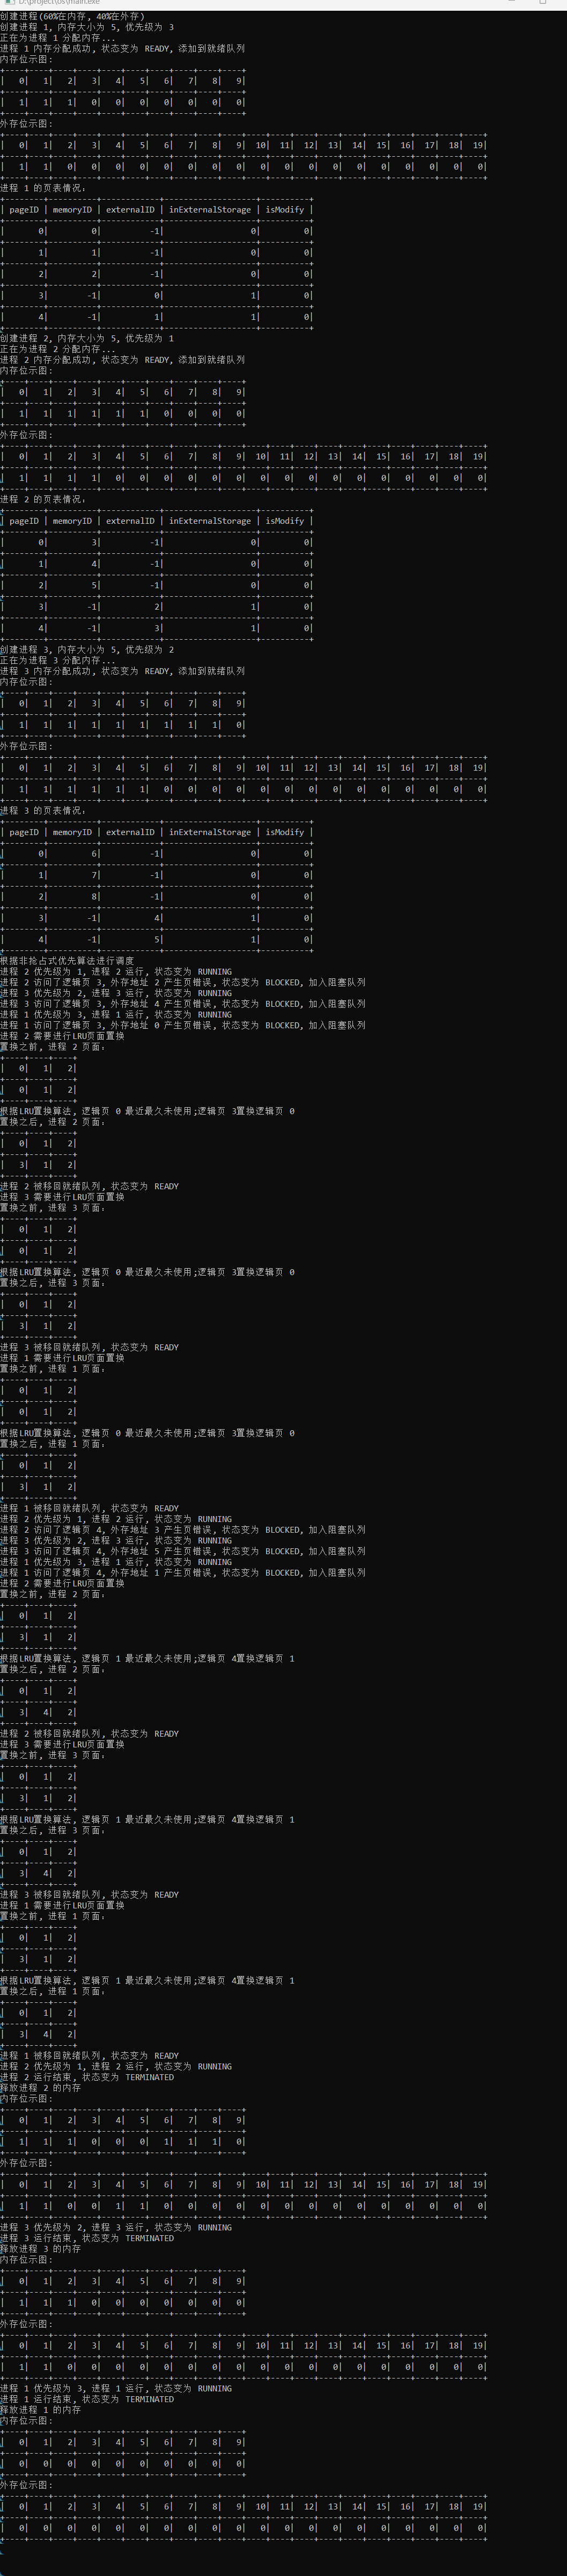 D:\project\os\main.exe
创建进程(60%在内存, 40%在外存)
创建进程 1, 内存大小为 5, 优先级为 3
正在为进程 1 分配内存...
进程 1 内存分配成功, 状态变为 READY, 添加到就绪队列
内存位示图:
| 0| 1| 2| 3| 4| 5| 6| 7| 8| 9|
| 1| 1| 1| 0| 0| 0| 0| 0| 0| 0|
外存位示图:
| 0| 1| 2| 3| 4| 5| 6| 7| 8| 9| 10| 11| 12| 13| 14| 15| 16| 17| 18| 19|
| 1| 1| 0| 0| 0| 0| 0| 0| 0| 0| 0| 0| 0| 0| 0| 0| 0| 0| 0| 0|
进程 1 的页表情况:
| pageID | memoryID | externalID | inExternalStorage | isModify |
| 0| 0| -1| 0| 0|
| 1| 1| -1| 0| 0|
| 2| 2| -1| 0| 0|
| 3| -1| 0| 1| 0|
| 4| -1| 1| 1| 0|
创建进程 2, 内存大小为 5, 优先级为 1
正在为进程 2 分配内存...
进程 2 内存分配成功, 状态变为 READY, 添加到就绪队列
内存位示图:
| 0| 1| 2| 3| 4| 5| 6| 7| 8| 9|
| 1| 1| 1| 1| 1| 1| 0| 0| 0| 0|
外存位示图:
| 0| 1| 2| 3| 4| 5| 6| 7| 8| 9| 10| 11| 12| 13| 14| 15| 16| 17| 18| 19|
| 1| 1| 1| 1| 0| 0| 0| 0| 0| 0| 0| 0| 0| 0| 0| 0| 0| 0| 0| 0|
进程 2 的页表情况:
| pageID | memoryID | externalID | inExternalStorage | isModify |
| 0| 3| -1| 0| 0|
| 1| 4| -1| 0| 0|
| 2| 5| -1| 0| 0|
| 3| -1| 2| 1| 0|
| 4| -1| 3| 1| 0|
创建进程 3, 内存大小为 5, 优先级为 2
正在为进程 3 分配内存...
进程 3 内存分配成功, 状态变为 READY, 添加到就绪队列
内存位示图:
| 0| 1| 2| 3| 4| 5| 6| 7| 8| 9|
| 1| 1| 1| 1| 1| 1| 1| 1| 1| 0|
外存位示图:
| 0| 1| 2| 3| 4| 5| 6| 7| 8| 9| 10| 11| 12| 13| 14| 15| 16| 17| 18| 19|
| 1| 1| 1| 1| 1| 1| 0| 0| 0| 0| 0| 0| 0| 0| 0| 0| 0| 0| 0| 0|
进程 3 的页表情况:
| pageID | memoryID | externalID | inExternalStorage | isModify |
| 0| 6| -1| 0| 0|
| 1| 7| -1| 0| 0|
| 2| 8| -1| 0| 0|
| 3| -1| 4| 1| 0|
| 4| -1| 5| 1| 0|
根据非抢占式优先算法进行调度
进程 2 优先级为 1, 进程 2 运行, 状态变为 RUNNING
进程 2 访问了逻辑页 3, 外存地址 2 产生页错误, 状态变为 BLOCKED, 加入阻塞队列
进程 3 优先级为 2, 进程 3 运行, 状态变为 RUNNING
进程 3 访问了逻辑页 3, 外存地址 4 产生页错误, 状态变为 BLOCKED, 加入阻塞队列
进程 1 优先级为 3, 进程 1 运行, 状态变为 RUNNING
进程 1 访问了逻辑页 3, 外存地址 0 产生页错误, 状态变为 BLOCKED, 加入阻塞队列
进程 2 需要进行LRU页面置换
置换之前, 进程 2 页面:
| 0| 1| 2|
| 0| 1| 2|
根据LRU置换算法, 逻辑页 0 最近最久未使用;逻辑页 3置换逻辑页 0
置换之后, 进程 2 页面:
| 0| 1| 2|
| 3| 1| 2|
进程 2 被移回就绪队列, 状态变为 READY
进程 3 需要进行LRU页面置换
置换之前, 进程 3 页面:
| 0| 1| 2|
| 0| 1| 2|
根据LRU置换算法, 逻辑页 0 最近最久未使用;逻辑页 3置换逻辑页 0
置换之后, 进程 3 页面:
| 0| 1| 2|
| 3| 1| 2|
进程 3 被移回就绪队列, 状态变为 READY
进程 1 需要进行LRU页面置换
置换之前, 进程 1 页面:
| 0| 1| 2|
| 0| 1| 2|
根据LRU置换算法, 逻辑页 0 最近最久未使用;逻辑页 3置换逻辑页 0
置换之后, 进程 1 页面:
| 0| 1| 2|
| 3| 1| 2|
进程 1 被移回就绪队列, 状态变为 READY
进程 2 优先级为 1, 进程 2 运行, 状态变为 RUNNING
进程 2 访问了逻辑页 4, 外存地址 3 产生页错误, 状态变为 BLOCKED, 加入阻塞队列
进程 3 优先级为 2, 进程 3 运行, 状态变为 RUNNING
进程 3 访问了逻辑页 4, 外存地址 5 产生页错误, 状态变为 BLOCKED, 加入阻塞队列
进程 1 优先级为 3, 进程 1 运行, 状态变为 RUNNING
进程 1 访问了逻辑页 4, 外存地址 1 产生页错误, 状态变为 BLOCKED, 加入阻塞队列
进程 2 需要进行LRU页面置换
置换之前, 进程 2 页面:
| 0| 1| 2|
| 3| 1| 2|
根据LRU置换算法, 逻辑页 1 最近最久未使用;逻辑页 4置换逻辑页 1
置换之后, 进程 2 页面:
| 0| 1| 2|
| 3| 4| 2|
进程 2 被移回就绪队列, 状态变为 READY
进程 3 需要进行LRU页面置换
置换之前, 进程 3 页面:
| 0| 1| 2|
| 3| 1| 2|
根据LRU置换算法, 逻辑页 1 最近最久未使用;逻辑页 4置换逻辑页 1
置换之后, 进程 3 页面:
| 0| 1| 2|
| 3| 4| 2|
进程 3 被移回就绪队列, 状态变为 READY
进程 1 需要进行LRU页面置换
置换之前, 进程 1 页面:
| 0| 1| 2|
| 3| 1| 2|
根据LRU置换算法, 逻辑页 1 最近最久未使用;逻辑页 4置换逻辑页 1
置换之后, 进程 1 页面:
| 0| 1| 2|
| 3| 4| 2|
进程 1 被移回就绪队列, 状态变为 READY
进程 2 优先级为 1, 进程 2 运行, 状态变为 RUNNING
进程 2 运行结束, 状态变为 TERMINATED
释放进程 2 的内存
内存位示图:
| 0| 1| 2| 3| 4| 5| 6| 7| 8| 9|
| 1| 1| 1| 0| 0| 0| 1| 1| 1| 0|
外存位示图:
| 0| 1| 2| 3| 4| 5| 6| 7| 8| 9| 10| 11| 12| 13| 14| 15| 16| 17| 18| 19|
| 1| 1| 0| 0| 1| 1| 0| 0| 0| 0| 0| 0| 0| 0| 0| 0| 0| 0| 0| 0|
进程 3 优先级为 2, 进程 3 运行, 状态变为 RUNNING
进程 3 运行结束, 状态变为 TERMINATED
释放进程 3 的内存
内存位示图:
| 0| 1| 2| 3| 4| 5| 6| 7| 8| 9|
| 1| 1| 1| 0| 0| 0| 0| 0| 0| 0|
外存位示图:
| 0| 1| 2| 3| 4| 5| 6| 7| 8| 9| 10| 11| 12| 13| 14| 15| 16| 17| 18| 19|
| 1| 1| 0| 0| 0| 0| 0| 0| 0| 0| 0| 0| 0| 0| 0| 0| 0| 0| 0| 0|
进程 1 优先级为 3, 进程 1 运行, 状态变为 RUNNING
进程 1 运行结束, 状态变为 TERMINATED
释放进程 1 的内存
内存位示图:
| 0| 1| 2| 3| 4| 5| 6| 7| 8| 9|
| 0| 0| 0| 0| 0| 0| 0| 0| 0| 0|
外存位示图:
| 0| 1| 2| 3| 4| 5| 6| 7| 8| 9| 10| 11| 12| 13| 14| 15| 16| 17| 18| 19|
| 0| 0| 0| 0| 0| 0| 0| 0| 0| 0| 0| 0| 0| 0| 0| 0| 0| 0| 0| 0|